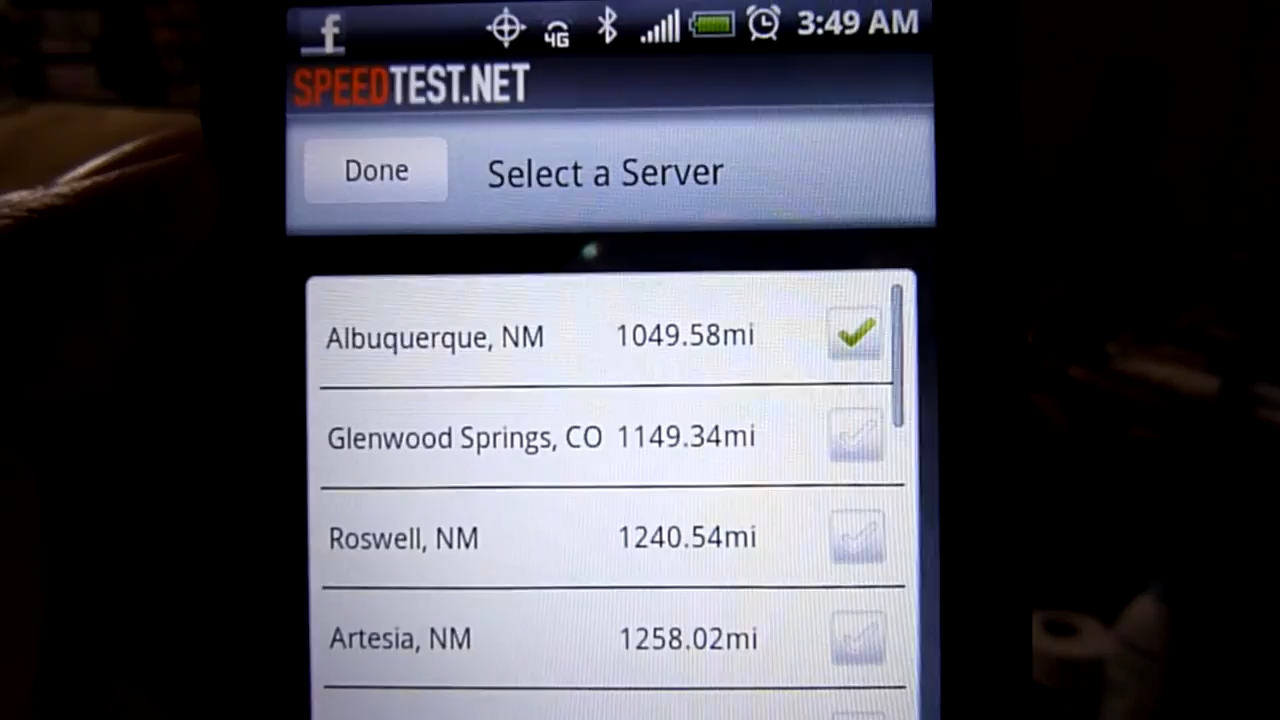 f 4G 3:49 AM
SPEEDTEST.NET
Done Select a Server
Albuquerque, NM 1049.58mi
Glenwood Springs, CO 1149.34mi
Roswell, NM 1240.54mi
Artesia, NM 1258.02mi